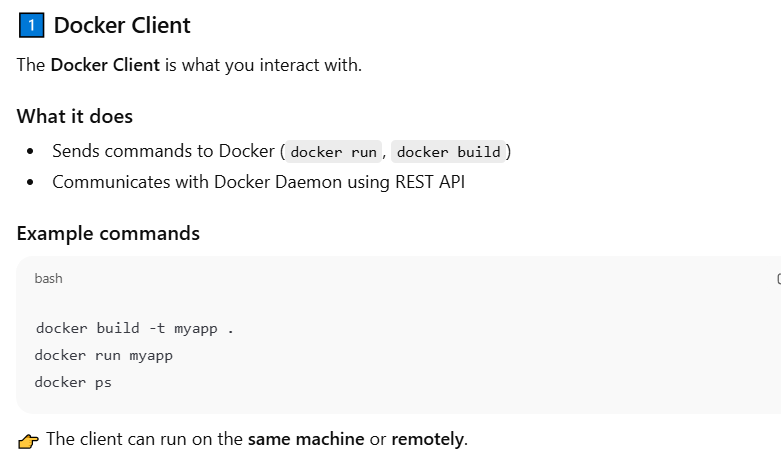 1 Docker Client
The Docker Client is what you interact with.
What it does
• Sends commands to Docker (docker run, docker build)
• Communicates with Docker Daemon using REST API
Example commands
bash
docker build -t myapp .
docker run myapp
docker ps
👉 The client can run on the same machine or remotely.